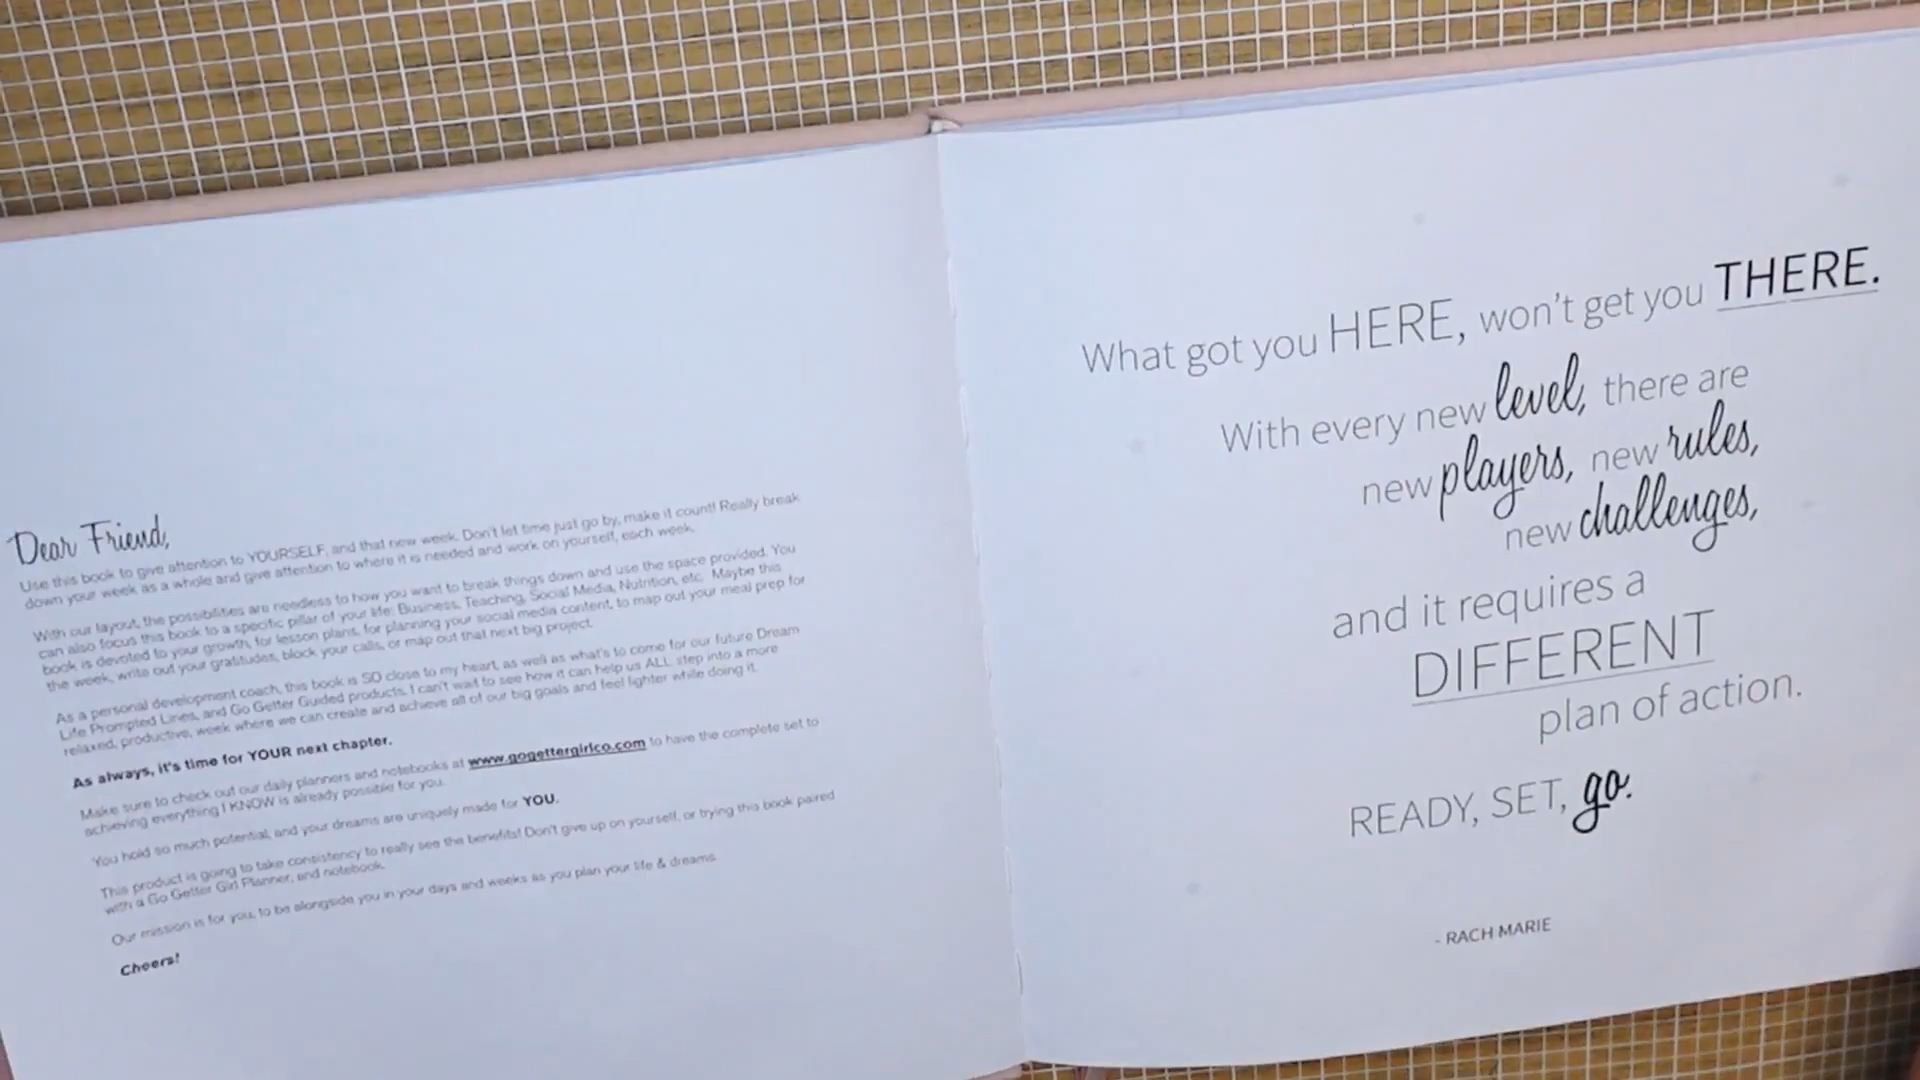 Dear Friend,
Use this book to give attention to YOURSELF, and that new week. Don't let time just go by, make it count! Really break
down your week as a whole and give attention to where it is needed and work on yourself, each week.
With our layout, the possibilities are needless to how you want to break things down and use the space provided. You
can also focus this book to a specific pillar of your life: Business, Teaching, Social Media, Nutrition, etc. Maybe this
book is devoted to your growth, for lesson plans, for planning your social media content, to map out your meal prep for
the week, write out your gratitudes, block your calls, or map out that next big project.
As a personal development coach, this book is SO close to my heart, as well as what's to come for our future Dream
Life Prompted Lines, and Go Getter Guided products. I can't wait to see how it can help us ALL step into a more
relaxed, productive, week where we can create and achieve all of our big goals and feel lighter while doing it.
As always, it's time for YOUR next chapter.
Make sure to check out our daily planners and notebooks at www.gogettergirlco.com to have the complete set to
achieving everything I KNOW is already possible for you.
You hold so much potential, and your dreams are uniquely made for YOU.
This product is going to take consistency to really see the benefits! Don't give up on yourself, or trying this book paired
with a Go Getter Girl Planner, and notebook.
Our mission is for you, to be alongside you in your days and weeks as you plan your life & dreams.
Cheers!
What got you HERE, won't get you THERE.
With every new level, there are
new players, new rules,
new challenges,
and it requires a
DIFFERENT
plan of action.
READY, SET, go.
- RACH MARIE